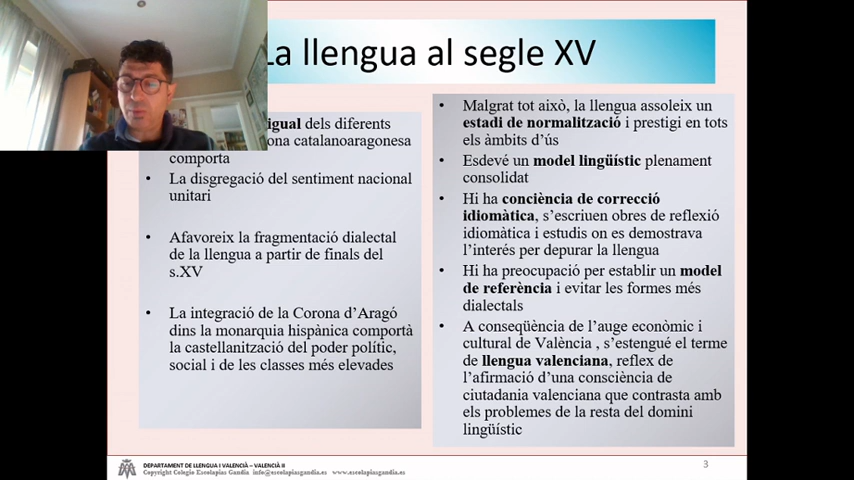 La llengua al segle XV
igual dels diferents
ona catalanoaragonesa
comporta
• La disgregació del sentiment nacional
unitari
• Afavoreix la fragmentació dialectal
de la llengua a partir de finals del
s.XV
• La integració de la Corona d’Aragó
dins la monarquia hispànica comportà
la castellanització del poder polític,
social i de les classes més elevades
• Malgrat tot això, la llengua assoleix un
estadi de normalització i prestigi en tots
els àmbits d’ús
• Esdevé un model lingüístic plenament
consolidat
• Hi ha conciència de correcció
idiomàtica, s’escriuen obres de reflexió
idiomàtica i estudis on es demostrava
l’interés per depurar la llengua
• Hi ha preocupació per establir un model
de referència i evitar les formes més
dialectals
• A conseqüència de l’auge econòmic i
cultural de València , s’estengué el terme
de llengua valenciana, reflex de
l’afirmació d’una consciència de
ciutadania valenciana que contrasta amb
els problemes de la resta del domini
lingüístic
DEPARTAMENT DE LLENGUA I VALENCIÀ – VALENCIÀ II
Copyright Colegio Escolapias Gandia info@escolapiasgandia.es www.escolapiasgandia.es
3